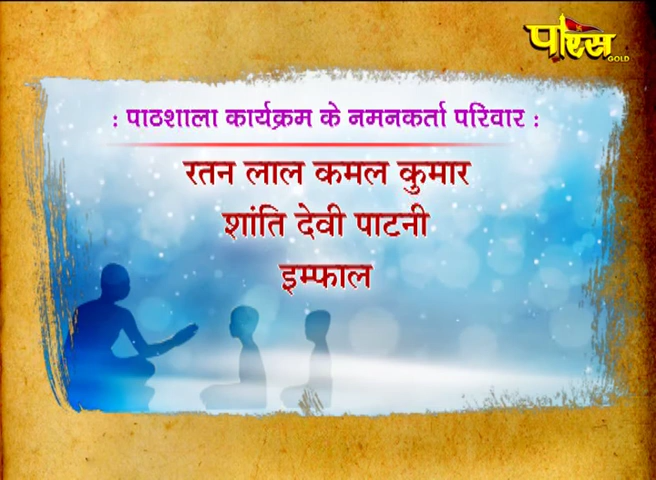 पारस
GOLD
: पाठशाला कार्यक्रम के नमनकर्ता परिवार :
रतन लाल कमल कुमार
शांति देवी पाटनी
इम्फाल